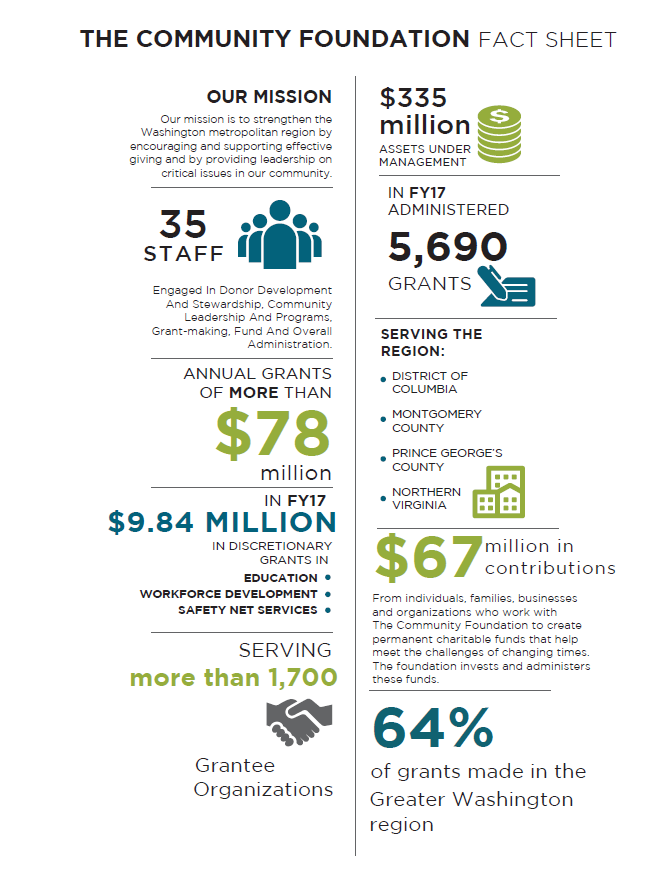 THE COMMUNITY FOUNDATION FACT SHEET
OUR MISSION
Our mission is to strengthen the
Washington metropolitan region by
encouraging and supporting effective
giving and by providing leadership on
critical issues in our community.
35
STAFF
Engaged In Donor Development
And Stewardship, Community
Leadership And Programs,
Grant-making, Fund And Overall
Administration.
ANNUAL GRANTS
OF MORE THAN
$78
million
IN FY17
$9.84 MILLION
IN DISCRETIONARY
GRANTS IN
EDUCATION •
WORKFORCE DEVELOPMENT •
SAFETY NET SERVICES •
SERVING
more than 1,700
Grantee
Organizations
$335
million
ASSETS UNDER
MANAGEMENT
$
IN FY17
ADMINISTERED
5,690
GRANTS
SERVING THE
REGION:
• DISTRICT OF
COLUMBIA
• MONTGOMERY
COUNTY
• PRINCE GEORGE'S
COUNTY
• NORTHERN
VIRGINIA
$67 million in
contributions
From individuals, families, businesses
and organizations who work with
The Community Foundation to create
permanent charitable funds that help
meet the challenges of changing times.
The foundation invests and administers
these funds.
64%
of grants made in the
Greater Washington
region